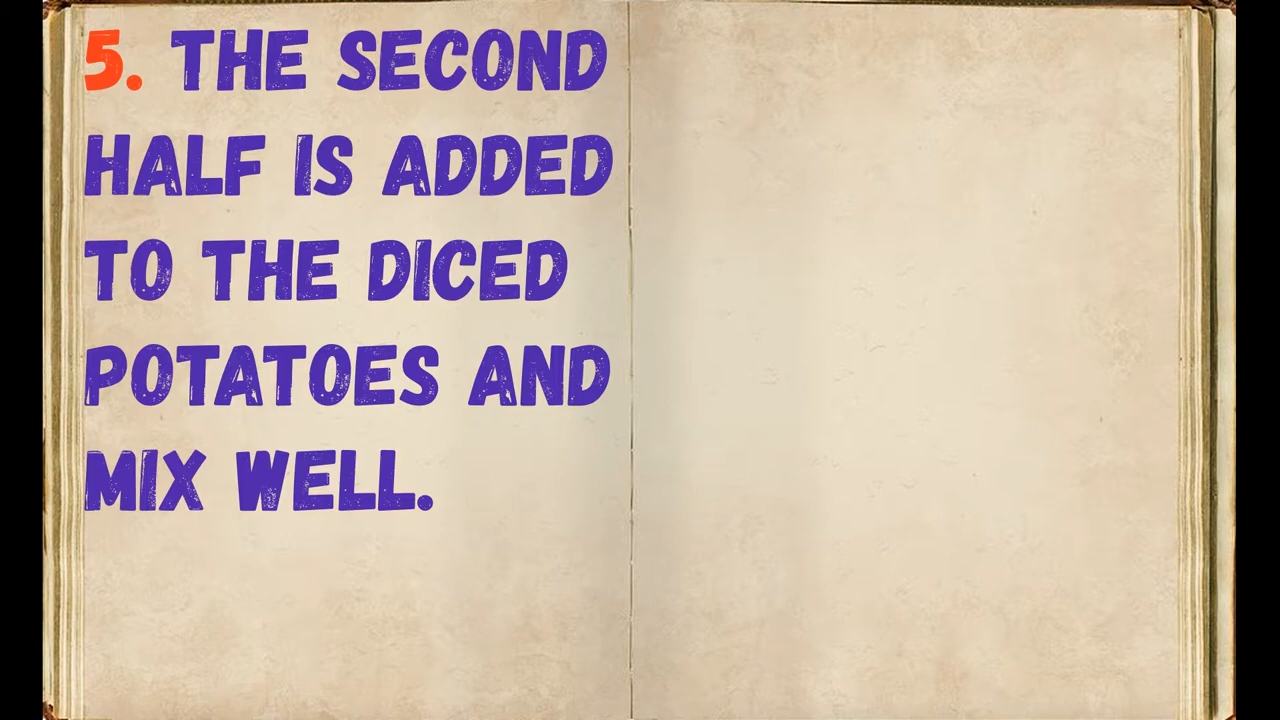 5. THE SECOND
HALF IS ADDED
TO THE DICED
POTATOES AND
MIX WELL.